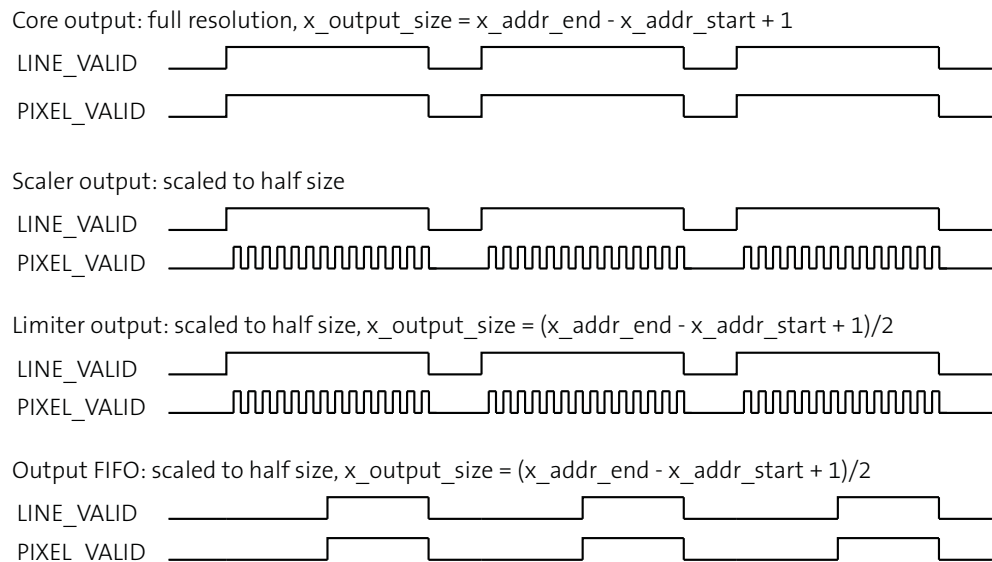 Core output: full resolution, x_output_size = x_addr_end - x_addr_start + 1
LINE_VALID
PIXEL_VALID
Scaler output: scaled to half size
LINE_VALID
PIXEL_VALID
Limiter output: scaled to half size, x_output_size = (x_addr_end - x_addr_start + 1)/2
LINE_VALID
PIXEL_VALID
Output FIFO: scaled to half size, x_output_size = (x_addr_end - x_addr_start + 1)/2
LINE_VALID
PIXEL_VALID